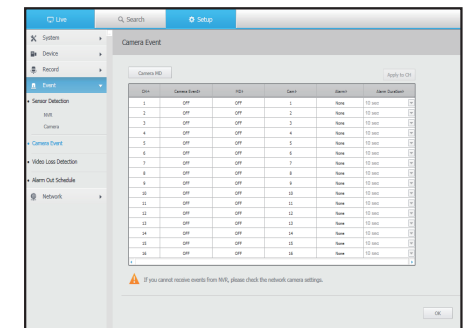 Live
Search
Setup
System
Device
Record
Event
Sensor Detection
NVR
Camera
Camera Event
Video Loss Detection
Alarm Out Schedule
Network
Camera Event
Camera MD
Apply to CH
CH Camera Event MD Cam Alarm Alarm Duration
1 OFF OFF 1 None 10 sec
2 OFF OFF 2 None 10 sec
3 OFF OFF 3 None 10 sec
4 OFF OFF 4 None 10 sec
5 OFF OFF 5 None 10 sec
6 OFF OFF 6 None 10 sec
7 OFF OFF 7 None 10 sec
8 OFF OFF 8 None 10 sec
9 OFF OFF 9 None 10 sec
10 OFF OFF 10 None 10 sec
11 OFF OFF 11 None 10 sec
12 OFF OFF 12 None 10 sec
13 OFF OFF 13 None 10 sec
14 OFF OFF 14 None 10 sec
15 OFF OFF 15 None 10 sec
16 OFF OFF 16 None 10 sec
If you cannot receive events from NVR, please check the network camera settings.
OK